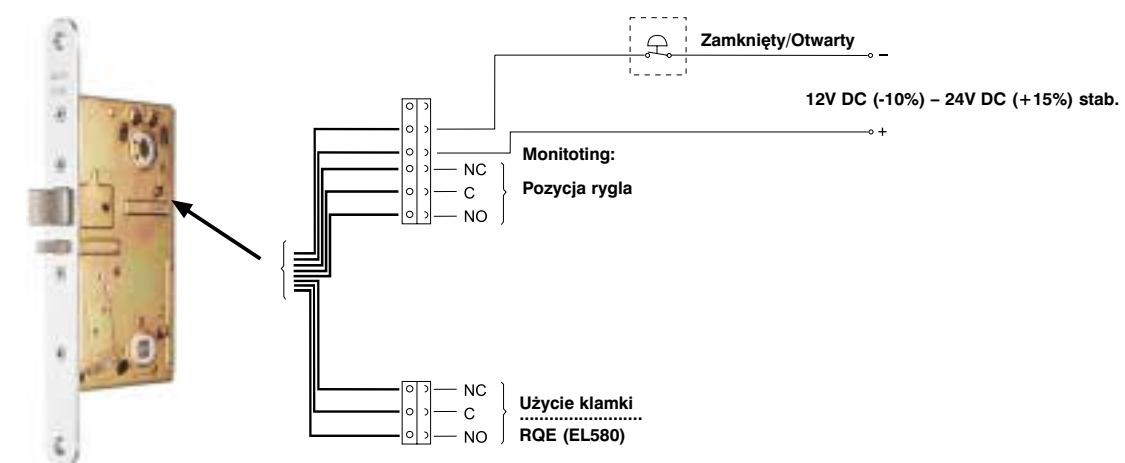 Zamknięty/Otwarty
–
12V DC (-10%) – 24V DC (+15%) stab.
+
Monitoting:
NC
Pozycja rygla
C
NO
NC
Użycie klamki
C
RQE (EL580)
NO